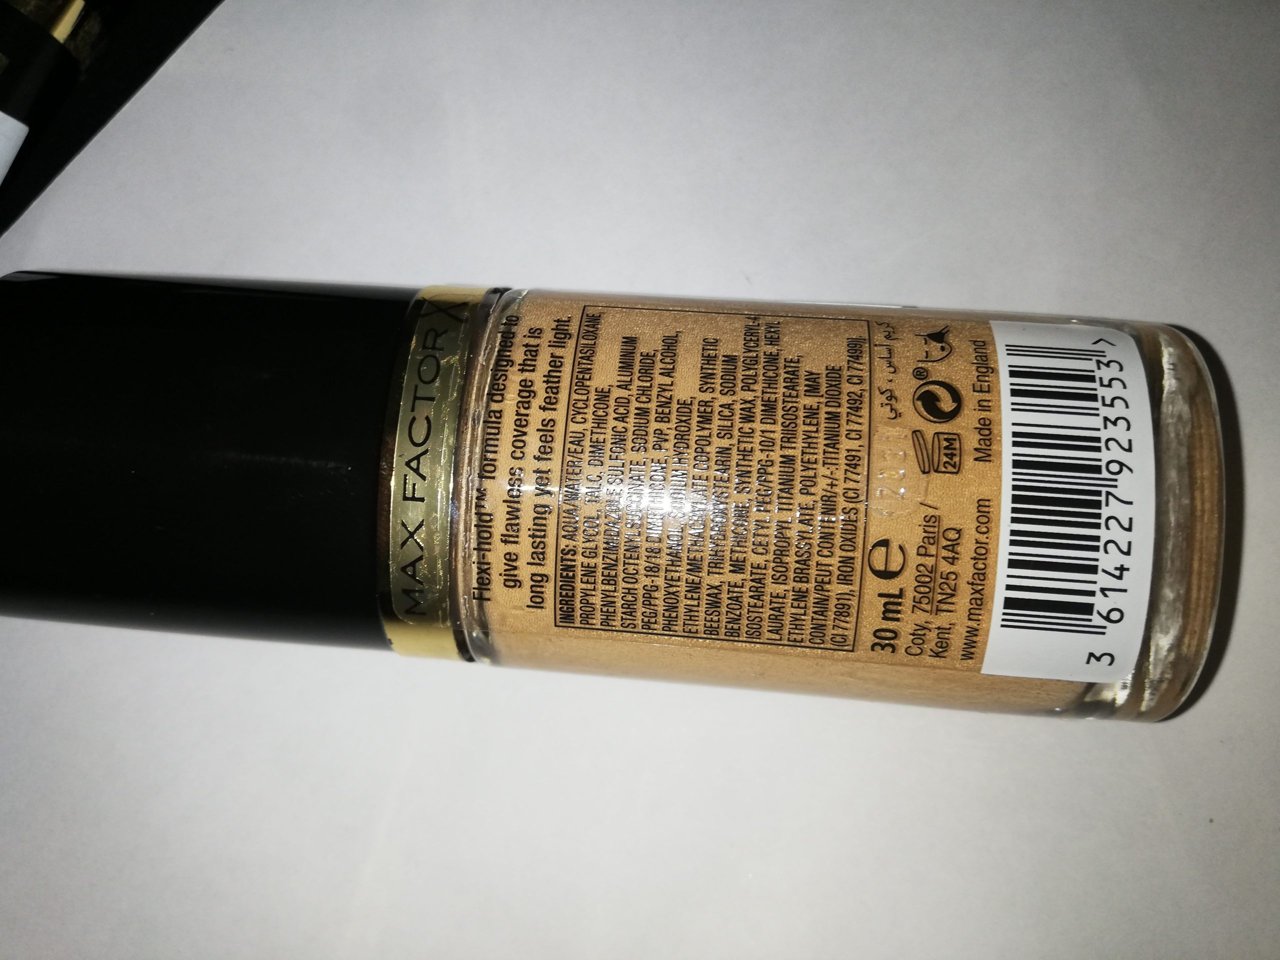 MAX FACTOR X
Flexi-hold™ formula designed to
give flawless coverage that is
long lasting yet feels feather light.
INGREDIENTS: AQUA/WATER/EAU, CYCLOPENTASILOXANE,
PROPYLENE GLYCOL, TALC, DIMETHICONE,
PHENYLBENZIMIDAZOLE SULFONIC ACID, ALUMINUM
STARCH OCTENYLSUCCINATE, SODIUM CHLORIDE,
PEG/PPG-18/18 DIMETHICONE, PVP, BENZYL ALCOHOL,
PHENOXYETHANOL, SODIUM HYDROXIDE,
ETHYLENE/METHACRYLATE COPOLYMER, SYNTHETIC
BEESWAX, TRIHYDROXYSTEARIN, SILICA, SODIUM
BENZOATE, METHICONE, SYNTHETIC WAX, POLYGLYCERYL-4
ISOSTEARATE, CETYL PEG/PPG-10/1 DIMETHICONE, HEXYL
LAURATE, ISOPROPYL TITANIUM TRIISOSTEARATE,
ETHYLENE BRASSYLATE, POLYETHYLENE, [MAY
CONTAIN/PEUT CONTENIR/+/-:TITANIUM DIOXIDE
(CI 77891), IRON OXIDES (CI 77491, CI 77492, CI 77499)].
30 mL e
كريم أساس ، كوتي
Coty, 75002 Paris /
Kent, TN25 4AQ
24M
®
www.maxfactor.com Made in England
3 614227 923553 >